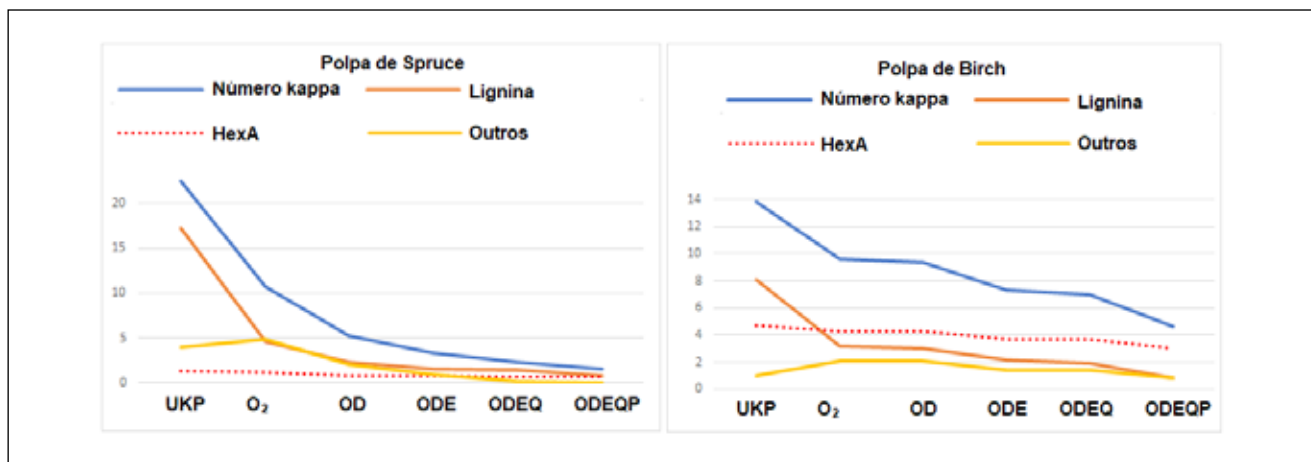 Polpa de Spruce
Número kappa
Lignina
HexA
Outros
20
15
10
5
0
UKP O₂ OD ODE ODEQ ODEQP
Polpa de Birch
Número kappa
Lignina
HexA
Outros
14
12
10
8
6
4
2
0
UKP O₂ OD ODE ODEQ ODEQP